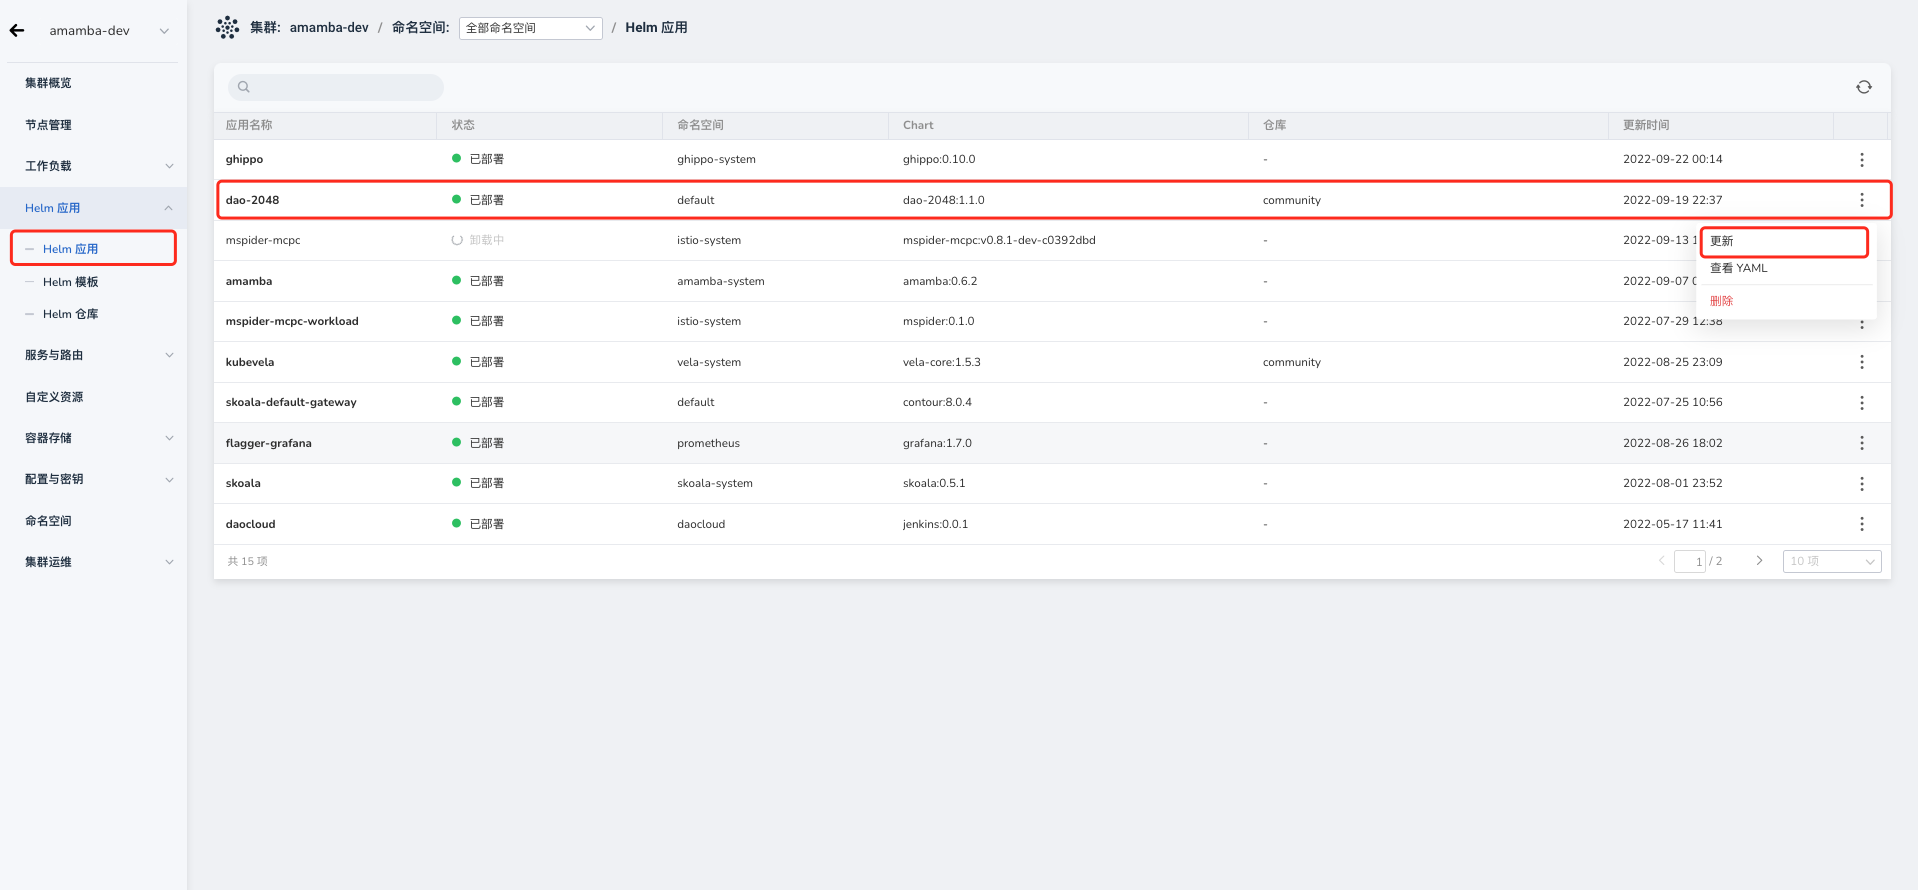 amamba-dev
集群: amamba-dev / 命名空间: 全部命名空间 / Helm 应用
集群概览
节点管理
工作负载
Helm 应用
Helm 应用
Helm 模板
Helm 仓库
服务与路由
自定义资源
容器存储
配置与密钥
命名空间
集群运维
应用名称 状态 命名空间 Chart 仓库 更新时间
ghippo 已部署 ghippo-system ghippo:0.10.0 - 2022-09-22 00:14
dao-2048 已部署 default dao-2048:1.1.0 community 2022-09-19 22:37
mspider-mcpc 卸载中 istio-system mspider-mcpc:v0.8.1-dev-c0392dbd - 2022-09-13 1
amamba 已部署 amamba-system amamba:0.6.2 - 2022-09-07
mspider-mcpc-workload 已部署 istio-system mspider:0.1.0 - 2022-07-29 12:38
kubevela 已部署 vela-system vela-core:1.5.3 community 2022-08-25 23:09
skoala-default-gateway 已部署 default contour:8.0.4 - 2022-07-25 10:56
flagger-grafana 已部署 prometheus grafana:1.7.0 - 2022-08-26 18:02
skoala 已部署 skoala-system skoala:0.5.1 - 2022-08-01 23:52
daocloud 已部署 daocloud jenkins:0.0.1 - 2022-05-17 11:41
更新
查看 YAML
删除
共 15 项
1 / 2
10 项